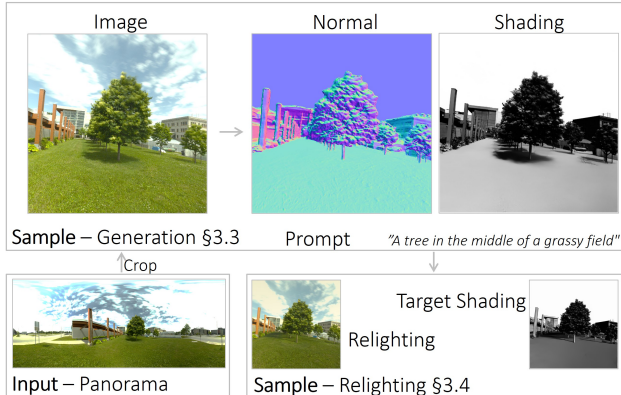 Image
Normal
Shading
Sample – Generation §3.3
Prompt
"A tree in the middle of a grassy field"
Crop
Input – Panorama
Target Shading
Relighting
Sample – Relighting §3.4